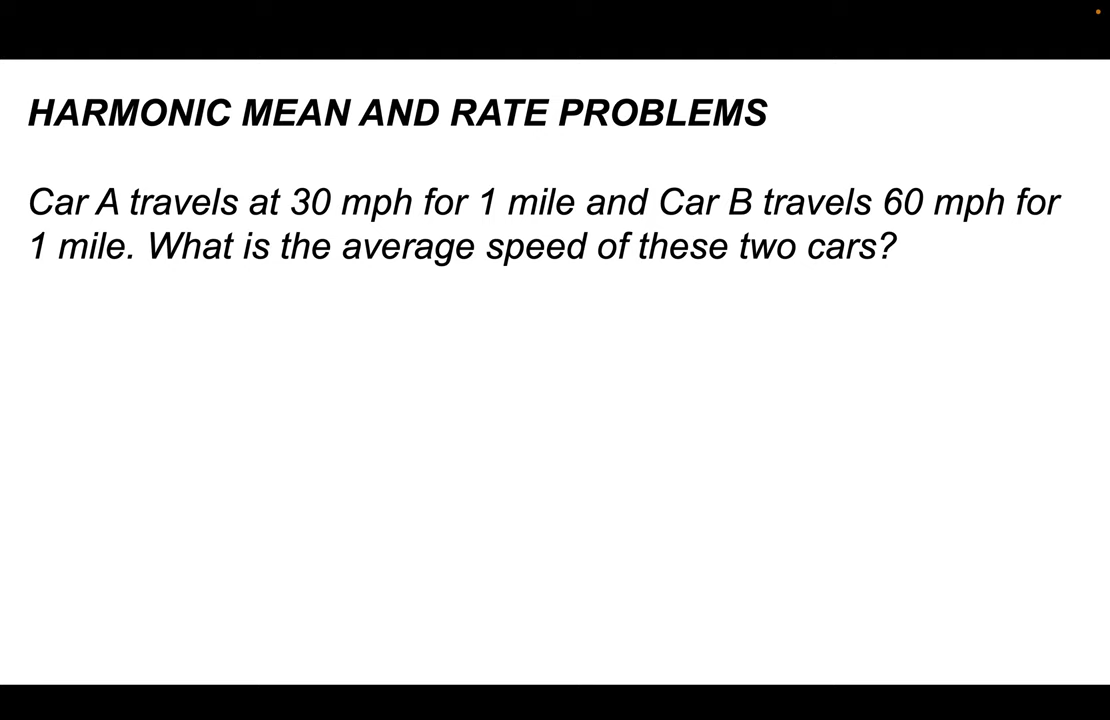 HARMONIC MEAN AND RATE PROBLEMS
Car A travels at 30 mph for 1 mile and Car B travels 60 mph for
1 mile. What is the average speed of these two cars?